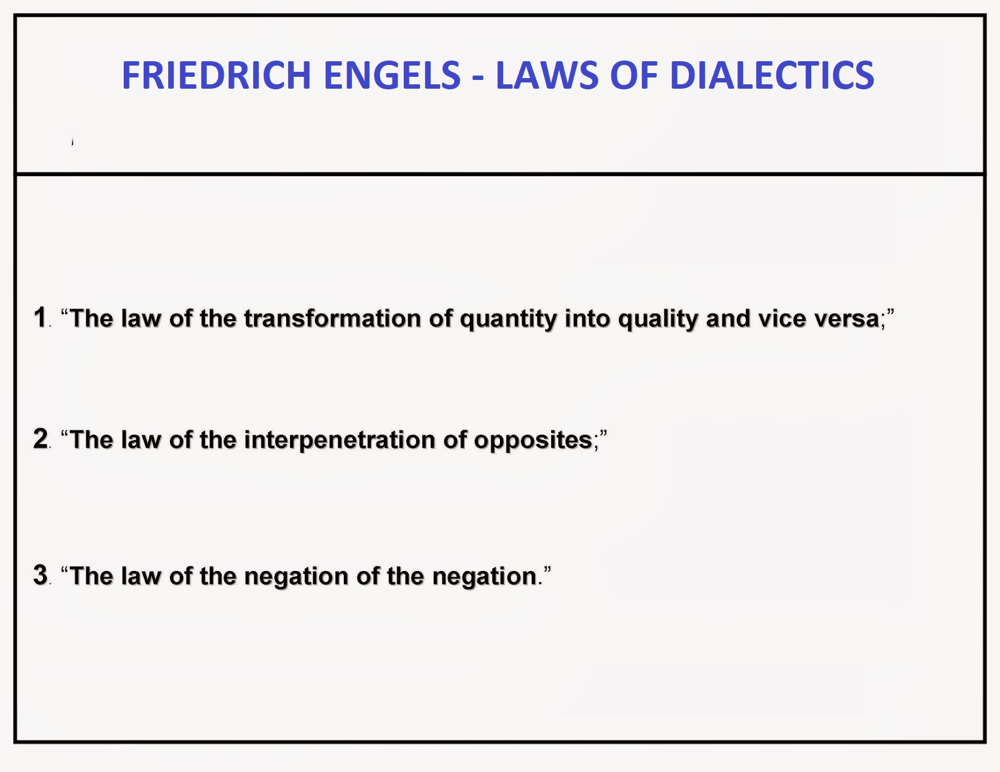 FRIEDRICH ENGELS - LAWS OF DIALECTICS
1. “The law of the transformation of quantity into quality and vice versa;”
2. “The law of the interpenetration of opposites;”
3. “The law of the negation of the negation.”